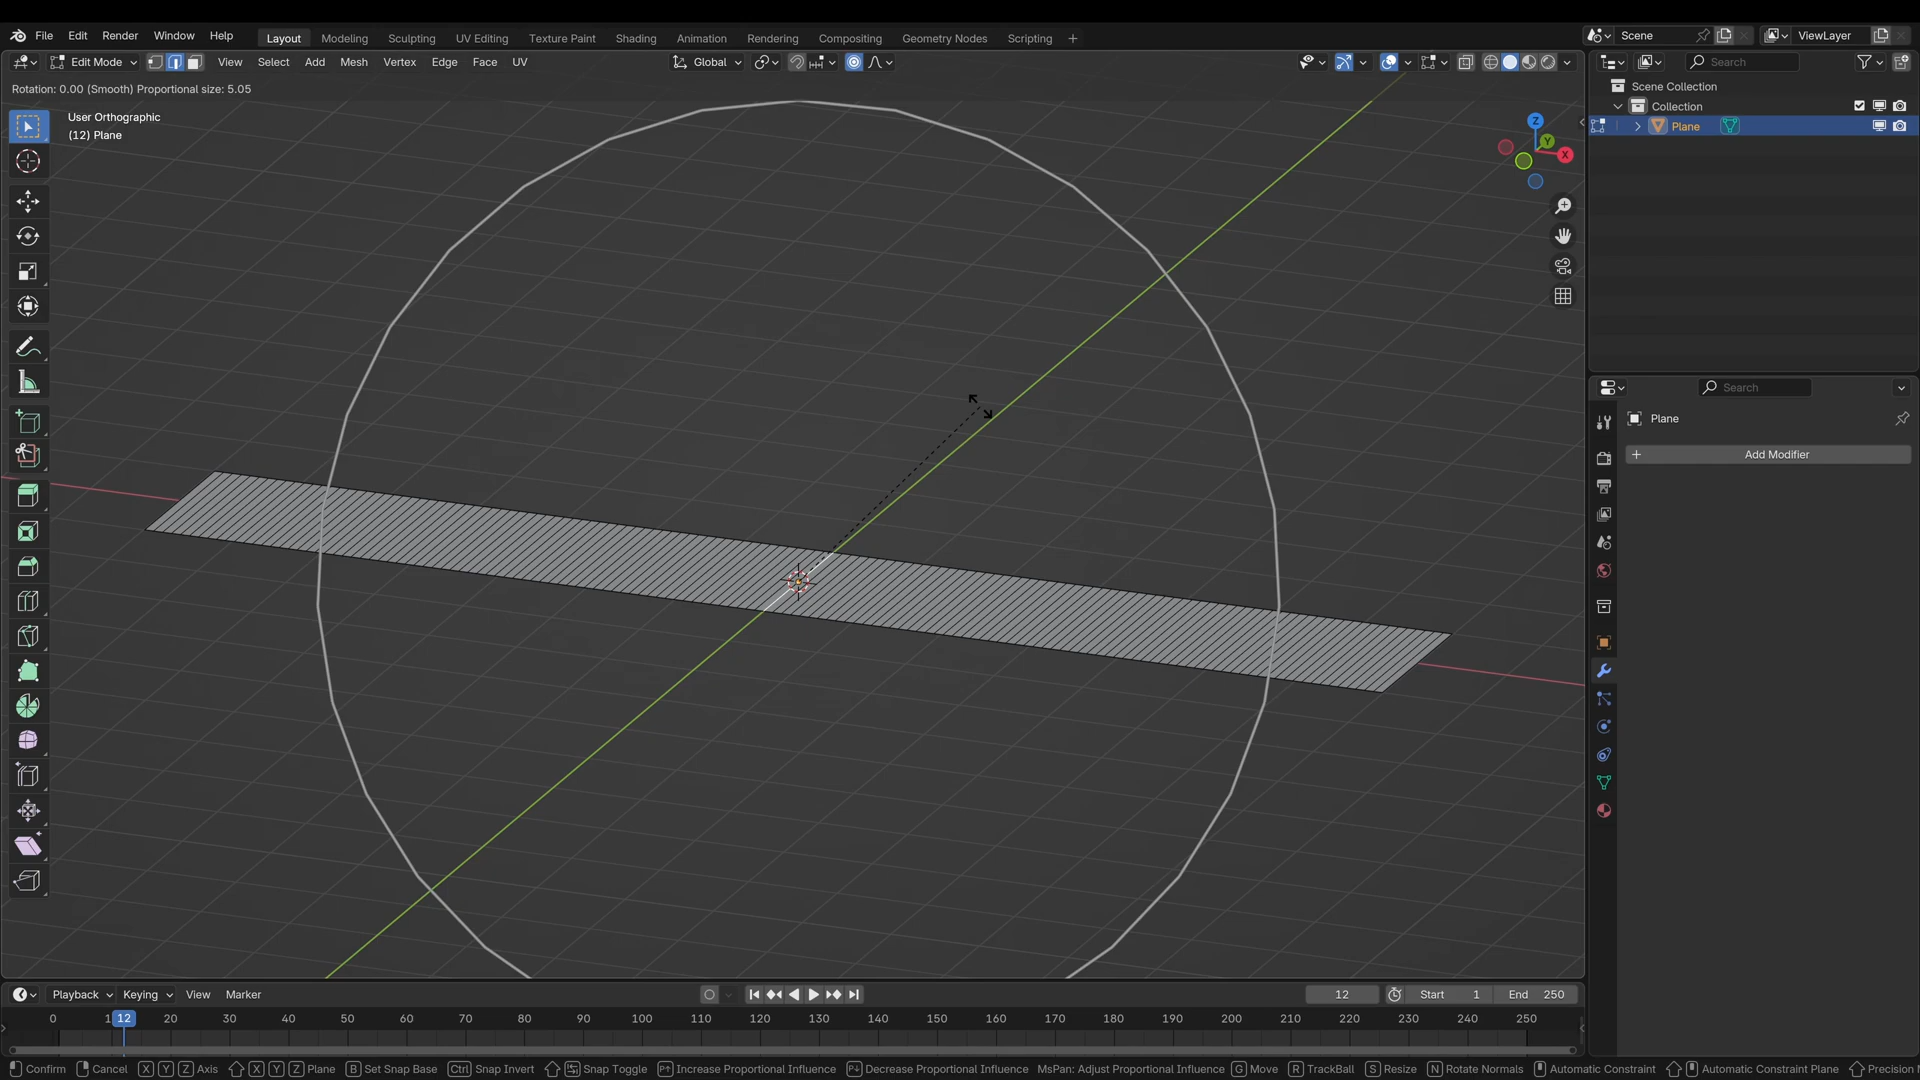 File Edit Render Window Help Layout Modeling Sculpting UV Editing Texture Paint Shading Animation Rendering Compositing Geometry Nodes Scripting Scene ViewLayer
Edit Mode View Select Add Mesh Vertex Edge Face UV Global Search
Rotation: 0.00 (Smooth) Proportional size: 5.05
Scene Collection
User Orthographic
Collection
(12) Plane
Plane
Z
Y
X
Search
Plane
Add Modifier
Playback Keying View Marker 12 Start 1 End 250
0 1 12 20 30 40 50 60 70 80 90 100 110 120 130 140 150 160 170 180 190 200 210 220 230 240 250
Confirm Cancel X Y Z Axis X Y Z Plane B Set Snap Base Ctrl Snap Invert Snap Toggle Increase Proportional Influence Decrease Proportional Influence MsPan: Adjust Proportional Influence G Move R TrackBall S Resize N Rotate Normals Automatic Constraint Automatic Constraint Plane Precision